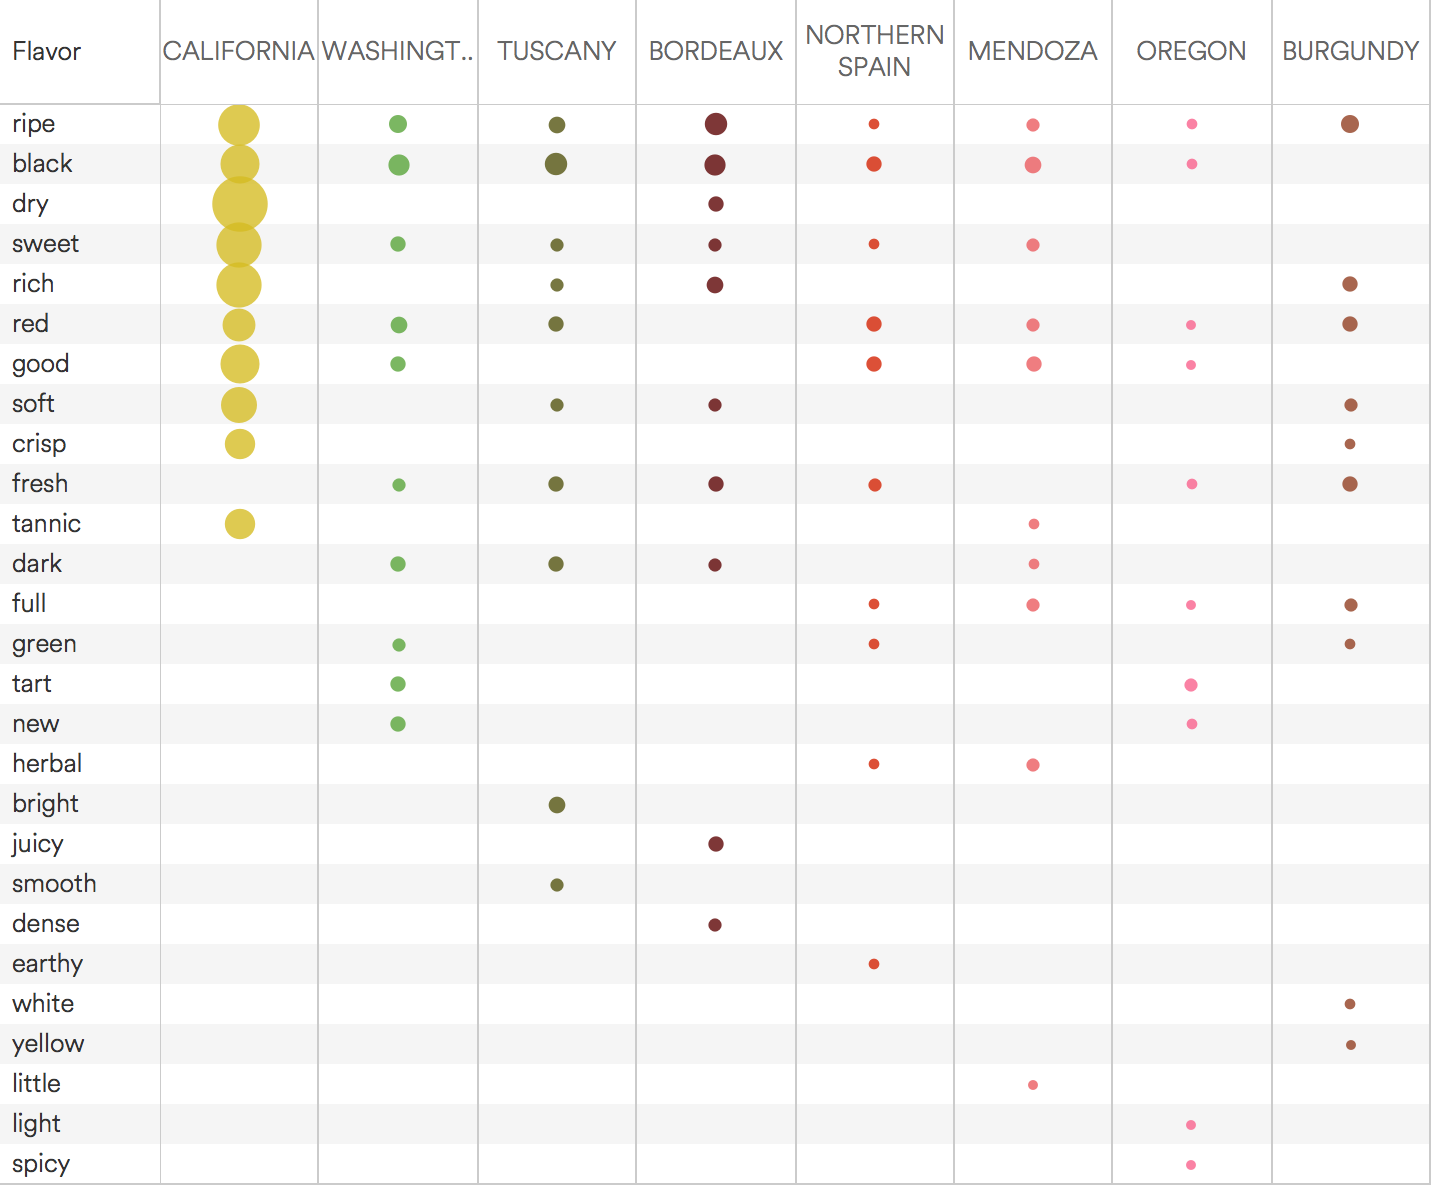 Flavor
CALIFORNIA
WASHINGT..
TUSCANY
BORDEAUX
NORTHERN
SPAIN
MENDOZA
OREGON
BURGUNDY
ripe
black
dry
sweet
rich
red
good
soft
crisp
fresh
tannic
dark
full
green
tart
new
herbal
bright
juicy
smooth
dense
earthy
white
yellow
little
light
spicy